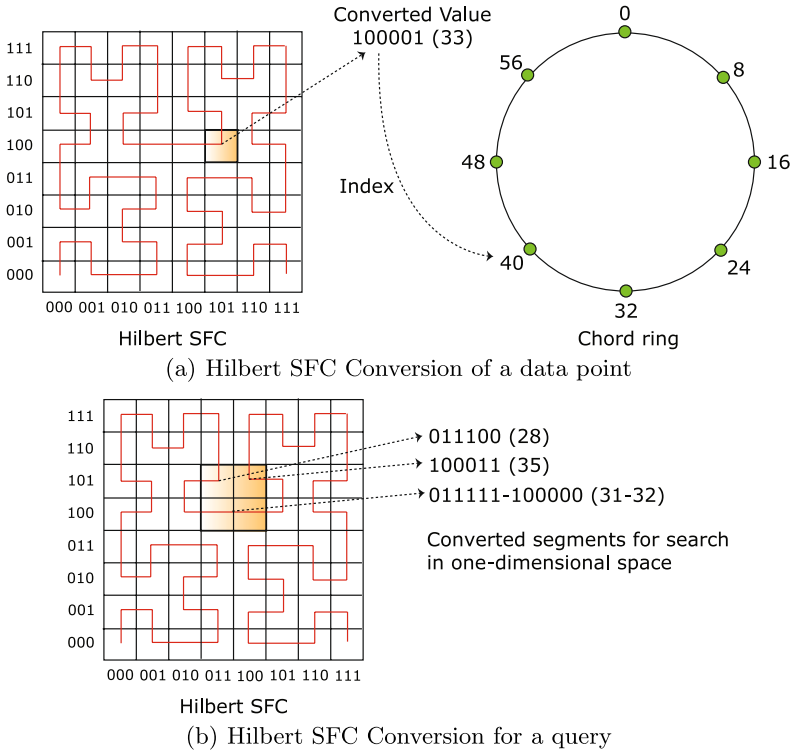 Converted Value
100001 (33)
0
8
16
24
32
40
48
56
Index
111
110
101
100
011
010
001
000
000 001 010 011 100 101 110 111
Hilbert SFC
Chord ring
(a) Hilbert SFC Conversion of a data point
111
110
101
100
011
010
001
000
000 001 010 011 100 101 110 111
Hilbert SFC
011100 (28)
100011 (35)
011111-100000 (31-32)
Converted segments for search
in one-dimensional space
(b) Hilbert SFC Conversion for a query